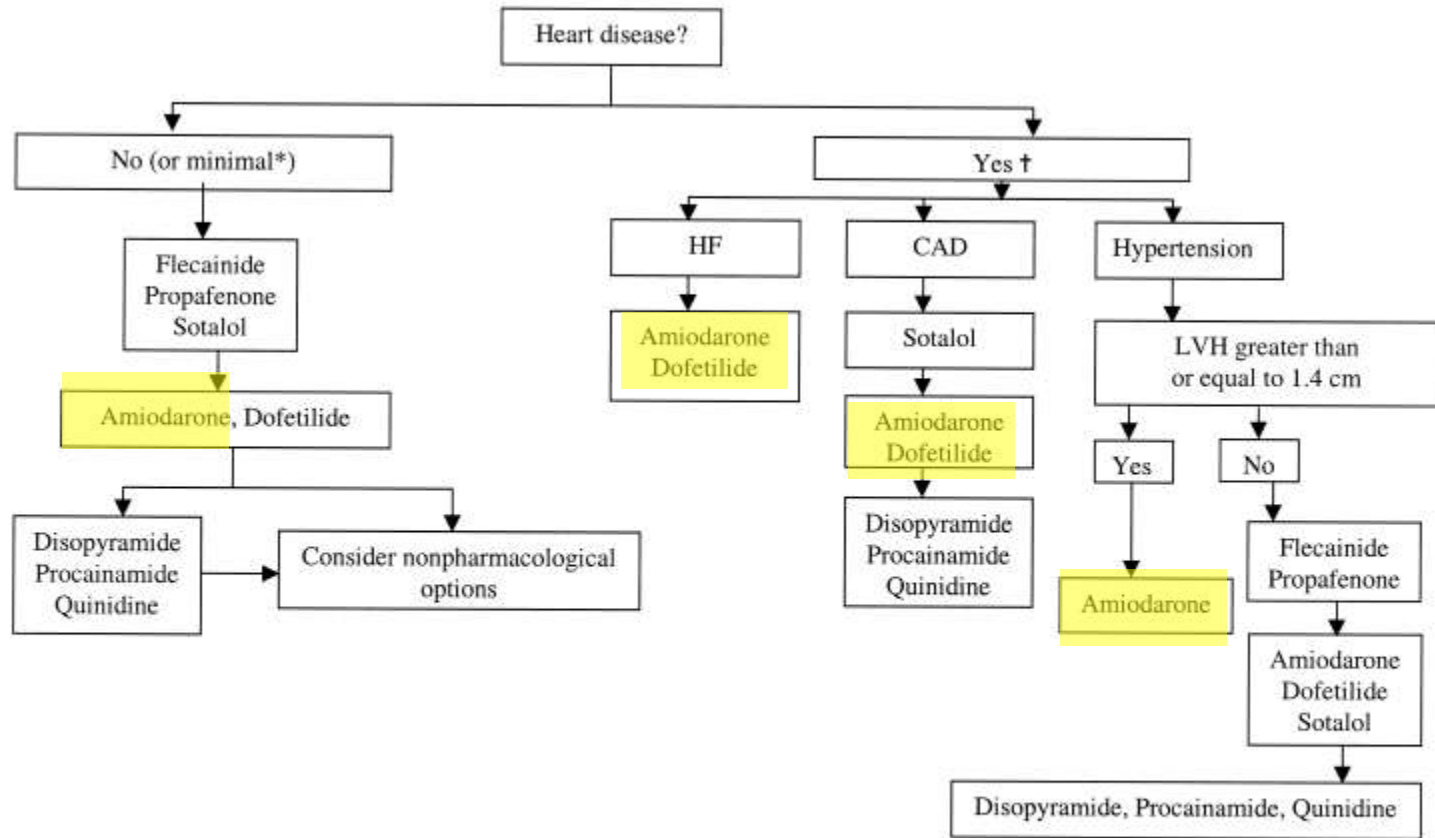 Heart disease?
No (or minimal*)
Yes †
HF
CAD
Hypertension
Flecainide
Propafenone
Sotalol
Amiodarone
Dofetilide
Sotalol
LVH greater than
or equal to 1.4 cm
Amiodarone, Dofetilide
Amiodarone
Dofetilide
Yes
No
Disopyramide
Procainamide
Quinidine
Consider nonpharmacological
options
Disopyramide
Procainamide
Quinidine
Amiodarone
Flecainide
Propafenone
Amiodarone
Dofetilide
Sotalol
Disopyramide, Procainamide, Quinidine